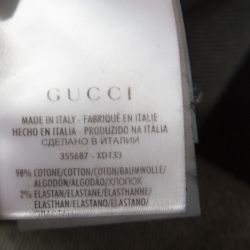 GUCCI
MADE IN ITALY - FABRIQUÉ EN ITALIE
HECHO EN ITALIA - PRODUZIDO NA ITALIA
СДЕЛАНО В ИТАЛИИ
355687 - XD133
98% COTONE/COTTON/COTON/BAUMWOLLE/
ALGODÓN/ALGODÃO/ХЛОПОК
2% ELASTAN/ELASTANE/ELASTHANNE/
ELASTHAN/ELASTANO/ELASTANO/